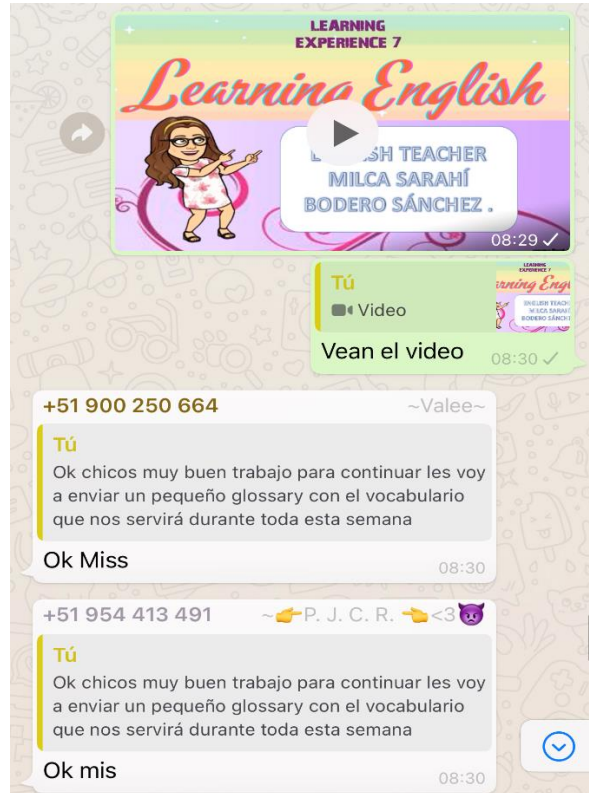 LEARNING
EXPERIENCE 7
Learning English
TEACHER
MILCA SARAHÍ
BODERO SÁNCHEZ .
08:29
Tú
Video
LEARNING
EXPERIENCE 7
Vean el video 08:30
+51 900 250 664 ~Valee~
Tú
Ok chicos muy buen trabajo para continuar les voy
a enviar un pequeño glossary con el vocabulario
que nos servirá durante toda esta semana
Ok Miss 08:30
+51 954 413 491 ~👉P. J. C. R. 👈<3😈
Tú
Ok chicos muy buen trabajo para continuar les voy
a enviar un pequeño glossary con el vocabulario
que nos servirá durante toda esta semana
Ok mis 08:30